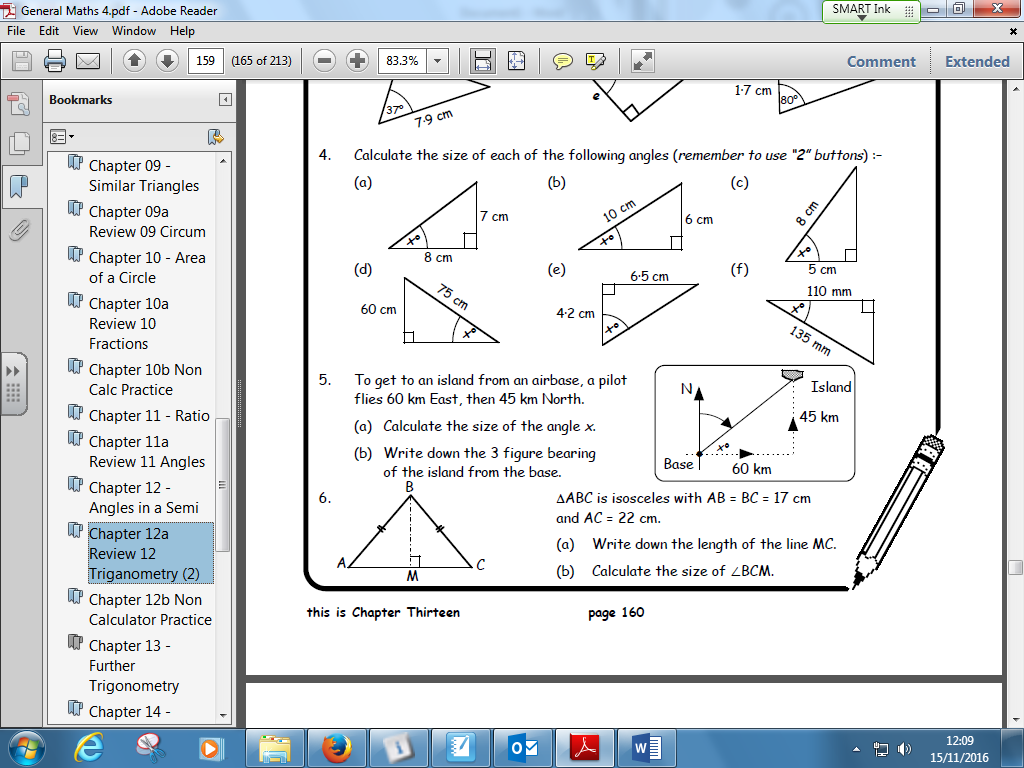 General Maths 4.pdf - Adobe Reader
SMART Ink
File Edit View Window Help
159 (165 of 213) 83.3% Comment Extended
Bookmarks
Chapter 09 -
Similar Triangles
Chapter 09a
Review 09 Circum
Chapter 10 - Area
of a Circle
Chapter 10a
Review 10
Fractions
Chapter 10b Non
Calc Practice
Chapter 11 - Ratio
Chapter 11a
Review 11 Angles
Chapter 12 -
Angles in a Semi
Chapter 12a
Review 12
Triganometry (2)
Chapter 12b Non
Calculator Practice
Chapter 13 -
Further
Trigonometry
Chapter 14 -
37° 7·9 cm
e
1·7 cm 80°
4. Calculate the size of each of the following angles (remember to use "2" buttons) :-
(a) 7 cm x° 8 cm
(b) 10 cm 6 cm x°
(c) 8 cm x° 5 cm
(d) 60 cm 75 cm x°
(e) 6·5 cm 4·2 cm x°
(f) 110 mm x° 135 mm
5. To get to an island from an airbase, a pilot
flies 60 km East, then 45 km North.
(a) Calculate the size of the angle x.
(b) Write down the 3 figure bearing
of the island from the base.
N Island
45 km
x°
Base 60 km
6. B
A M C
∆ABC is isosceles with AB = BC = 17 cm
and AC = 22 cm.
(a) Write down the length of the line MC.
(b) Calculate the size of ∠BCM.
this is Chapter Thirteen page 160
12:09
15/11/2016